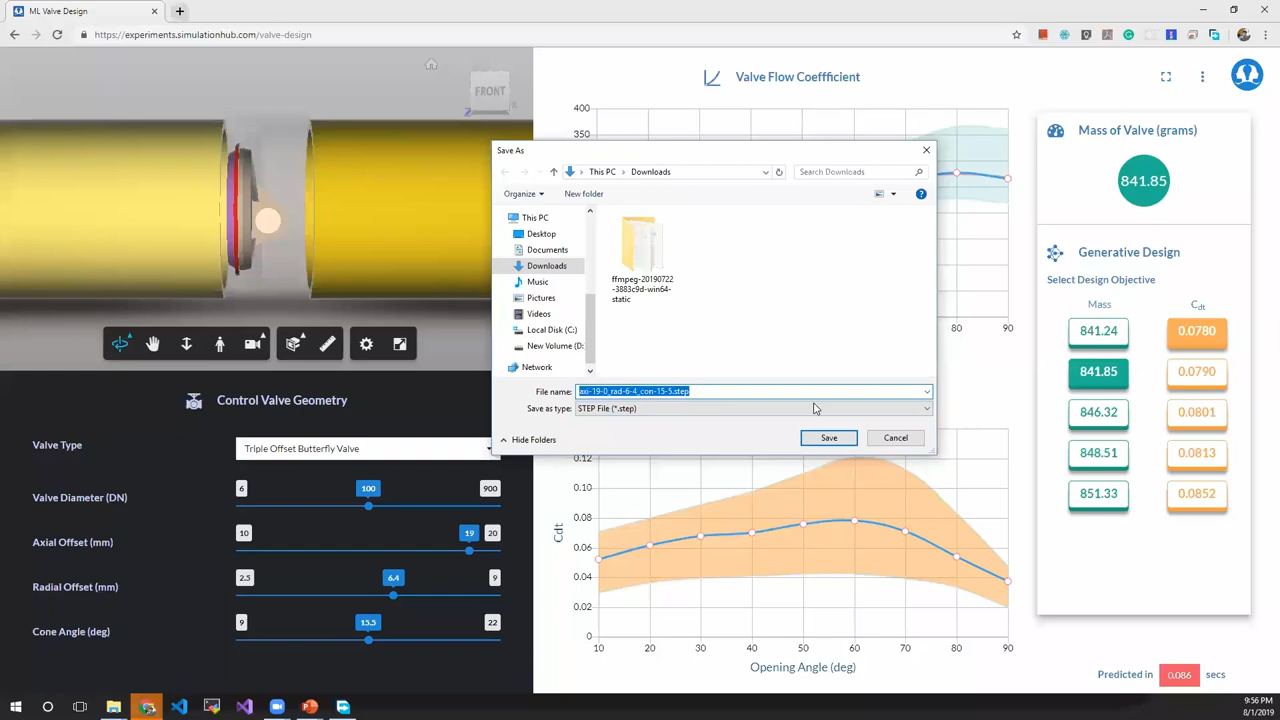 ML Valve Design
https://experiments.simulationhub.com/valve-design
FRONT
Z
X
Valve Flow Coeffficient
400
350
300
80
90
Save As
This PC
Downloads
Search Downloads
Organize
New folder
This PC
Desktop
Documents
Downloads
Music
Pictures
Videos
Local Disk (C:)
New Volume (D:
Network
ffmpeg-20190722
-3883c9d-win64-
static
File name:
axi-19-0_rad-6-4_con-15-5.step
Save as type:
STEP File (*.step)
Hide Folders
Save
Cancel
Mass of Valve (grams)
841.85
Generative Design
Select Design Objective
Mass
Cdt
841.24
0.0780
841.85
0.0790
846.32
0.0801
848.51
0.0813
851.33
0.0852
Predicted in
0.086
secs
Control Valve Geometry
Valve Type
Triple Offset Butterfly Valve
Valve Diameter (DN)
6
100
900
Axial Offset (mm)
10
19
20
Radial Offset (mm)
2.5
6.4
9
Cone Angle (deg)
9
15.5
22
0.12
0.10
0.08
0.06
0.04
0.02
0
Cdt
10
20
30
40
50
60
70
80
90
Opening Angle (deg)
9:56 PM
8/1/2019